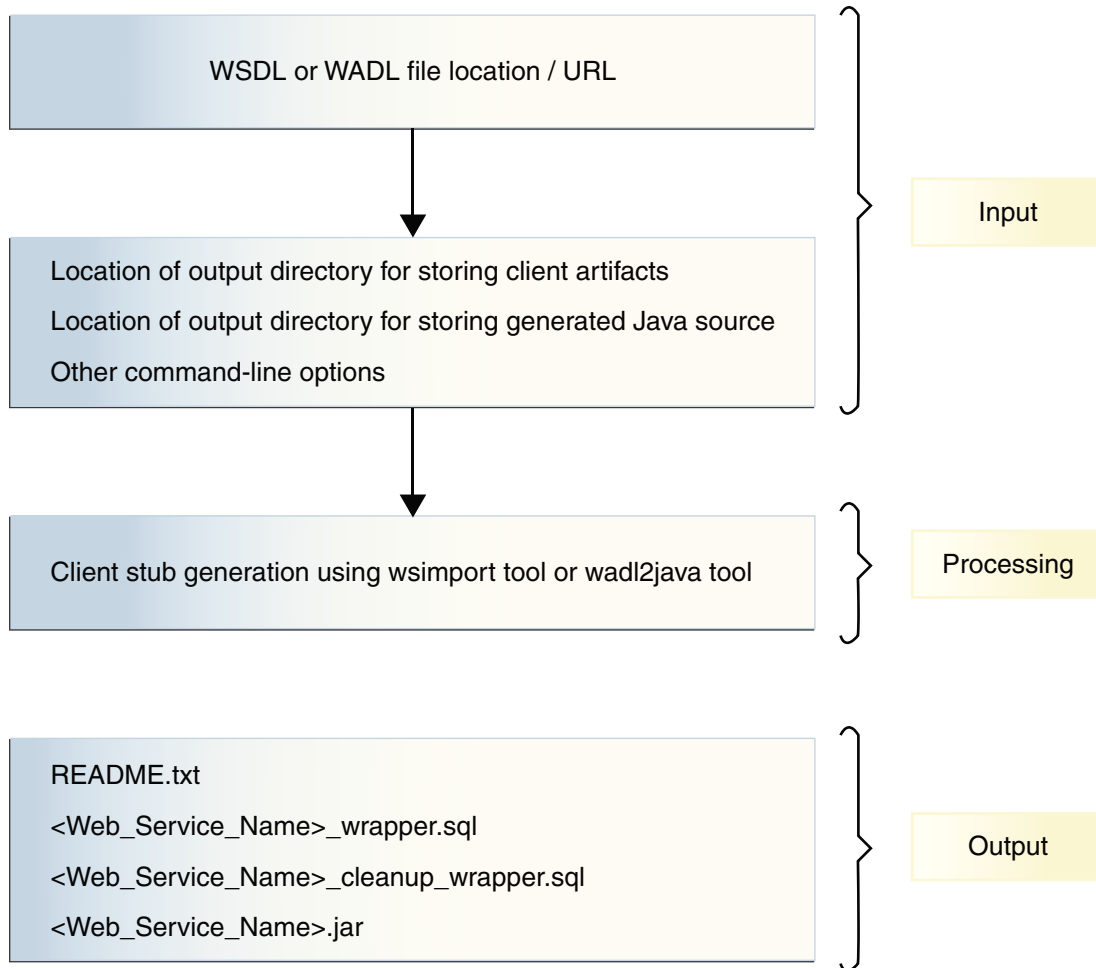 WSDL or WADL file location / URL
Input
Location of output directory for storing client artifacts
Location of output directory for storing generated Java source
Other command-line options
Client stub generation using wsimport tool or wadl2java tool
Processing
README.txt
<Web_Service_Name>_wrapper.sql
<Web_Service_Name>_cleanup_wrapper.sql
<Web_Service_Name>.jar
Output